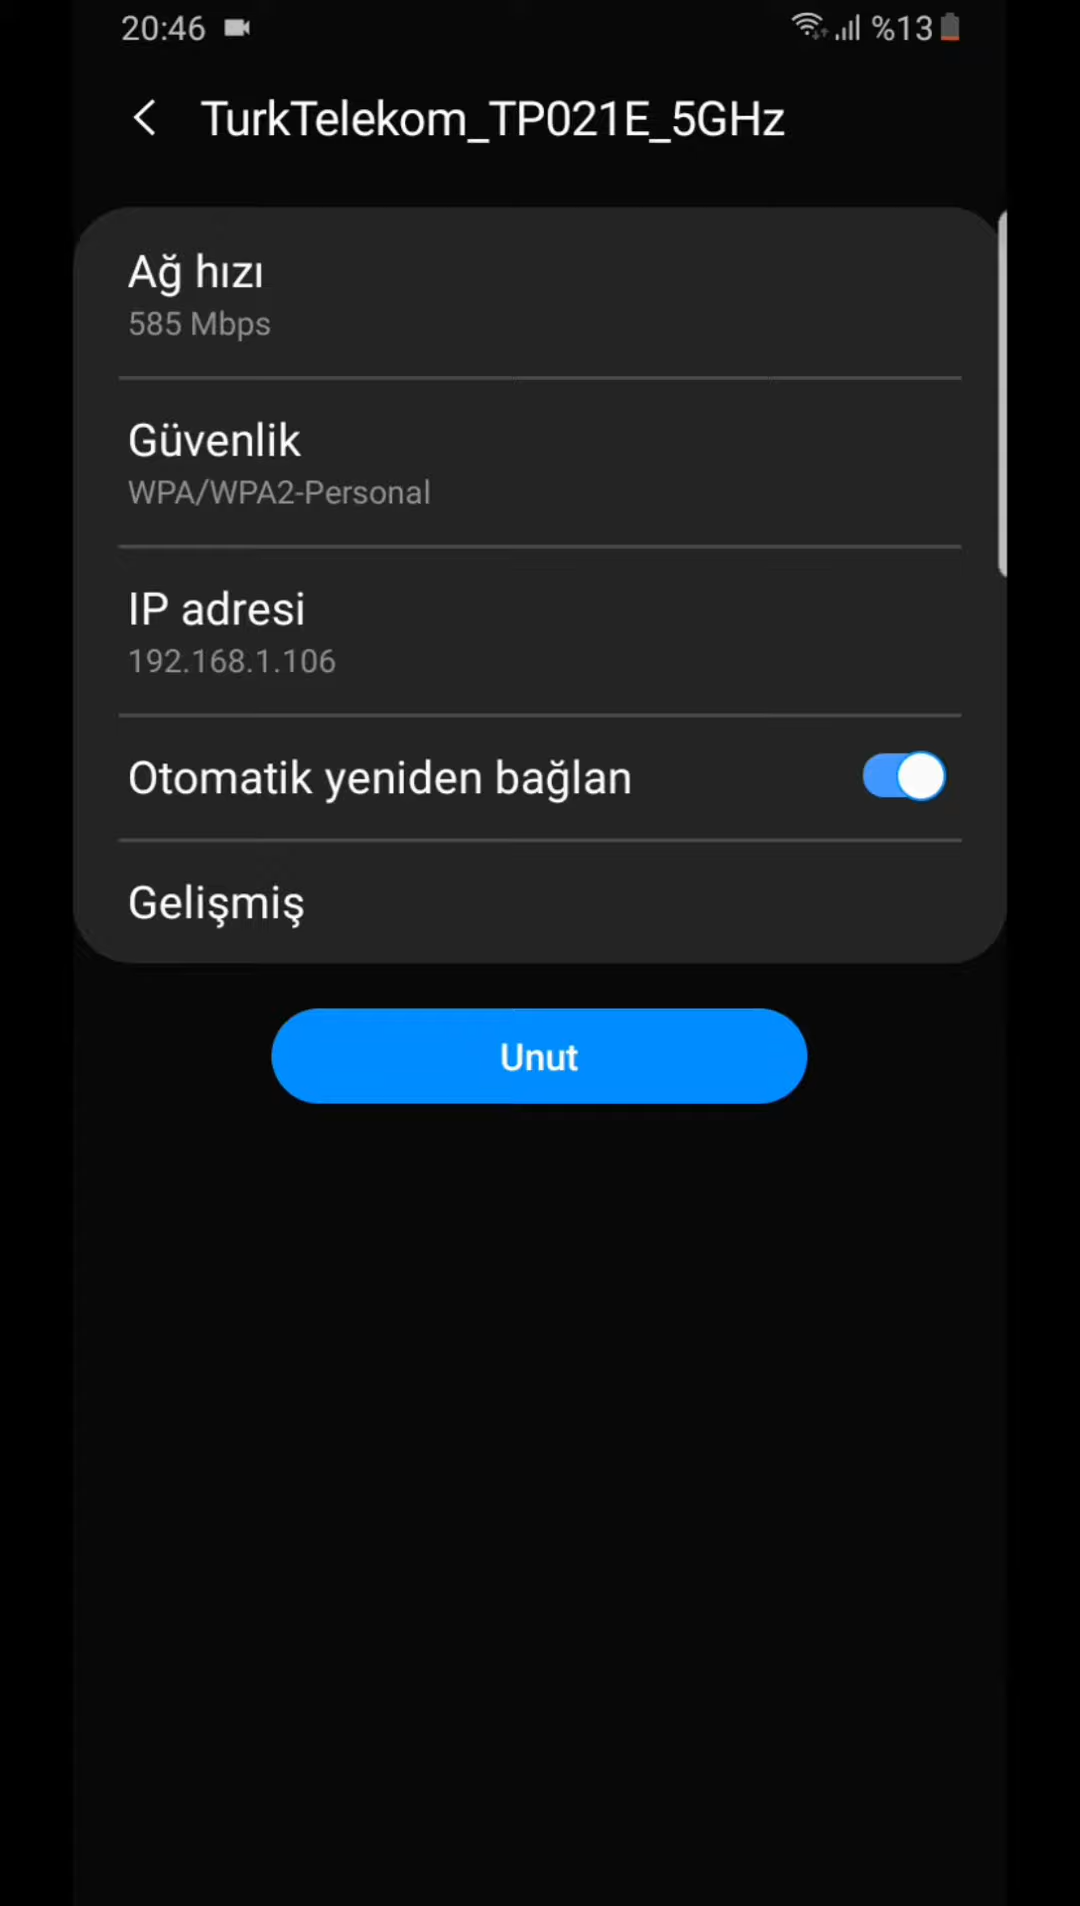 20:46 %13
TurkTelekom_TP021E_5GHz
Ağ hızı
585 Mbps
Güvenlik
WPA/WPA2-Personal
IP adresi
192.168.1.106
Otomatik yeniden bağlan
Gelişmiş
Unut